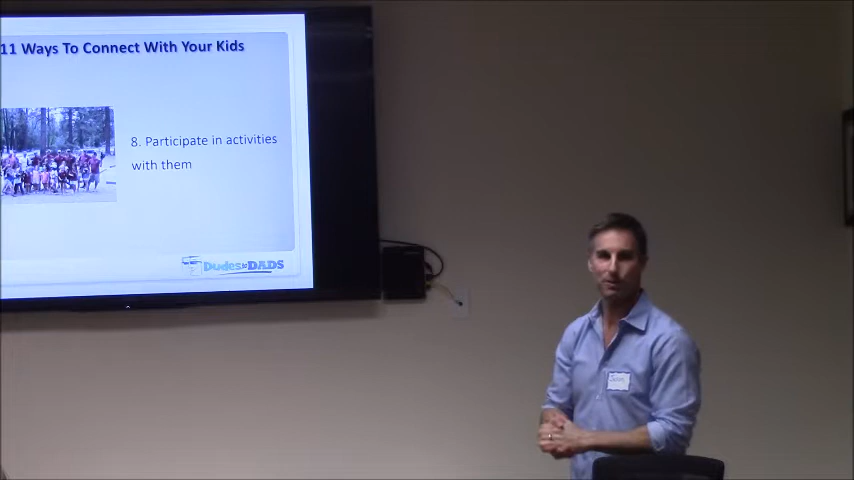 11 Ways To Connect With Your Kids
8. Participate in activities
with them
Dudes to DADS